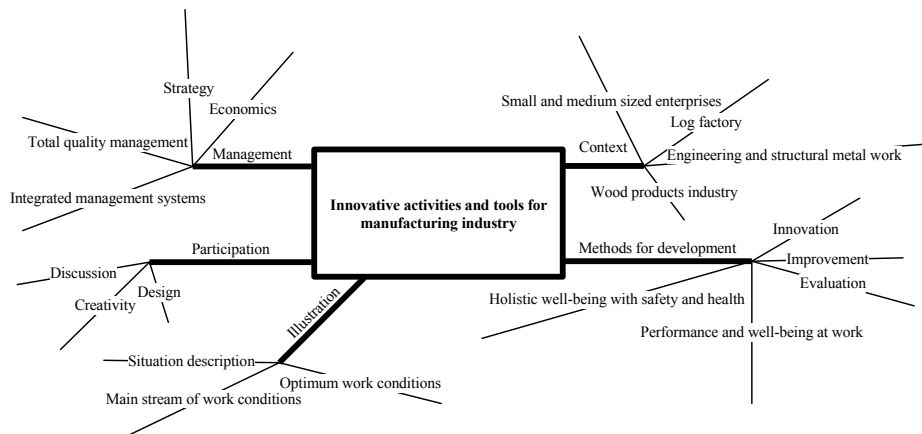 Strategy
Economics
Total quality management
Management
Integrated management systems
Small and medium sized enterprises
Log factory
Context
Engineering and structural metal work
Wood products industry
Innovative activities and tools for
manufacturing industry
Participation
Discussion
Design
Creativity
Illustration
Situation description
Optimum work conditions
Main stream of work conditions
Methods for development
Innovation
Improvement
Evaluation
Holistic well-being with safety and health
Performance and well-being at work